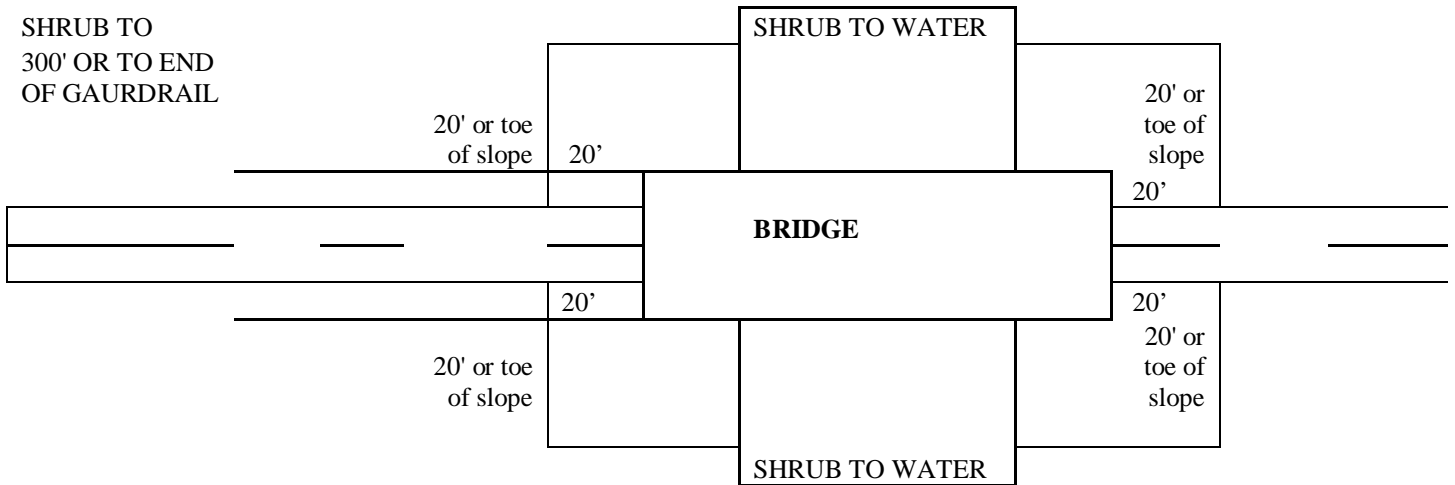 SHRUB TO
300' OR TO END
OF GAURDRAIL
SHRUB TO WATER
20' or toe
of slope
20’
20' or
toe of
slope
20’
BRIDGE
20’
20’
20' or toe
of slope
20' or
toe of
slope
SHRUB TO WATER